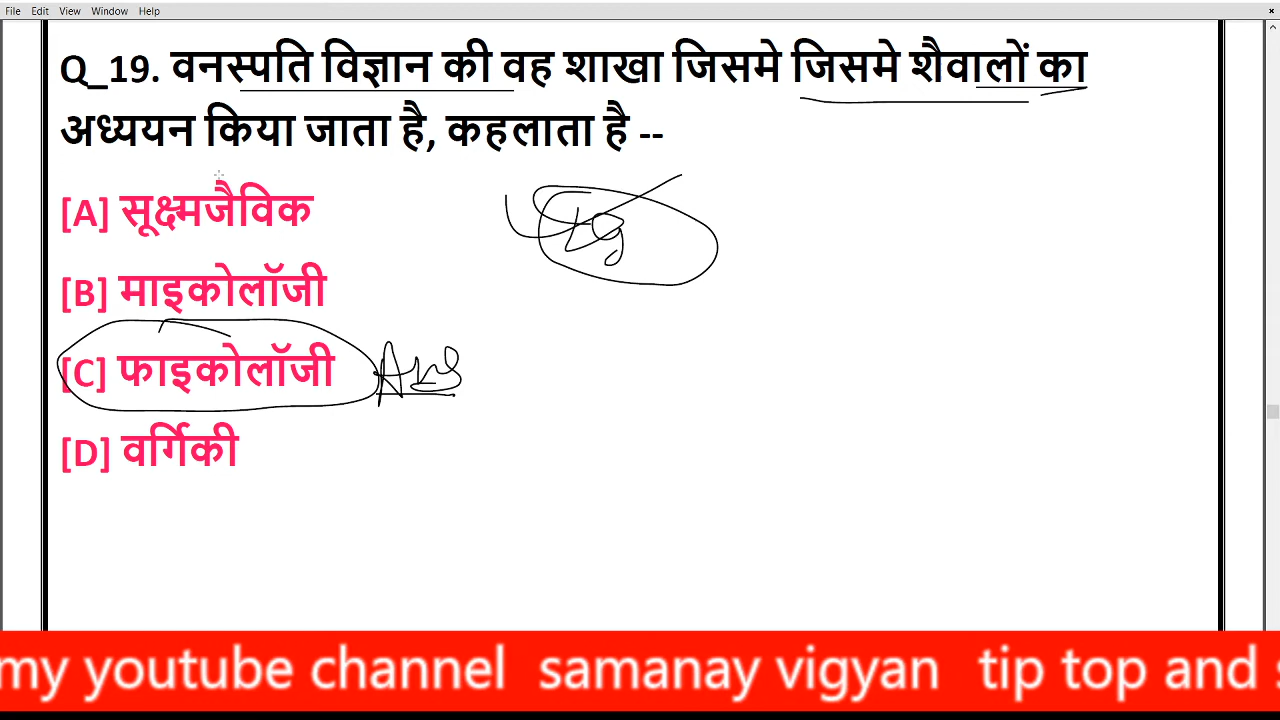 File Edit View Window Help
Q_19. वनस्पति विज्ञान की वह शाखा जिसमे जिसमे शैवालों का
अध्ययन किया जाता है, कहलाता है --
[A] सूक्ष्मजैविक
[B] माइकोलॉजी
[C] फाइकोलॉजी Ans
[D] वर्गिकी
my youtube channel samanay vigyan tip top and